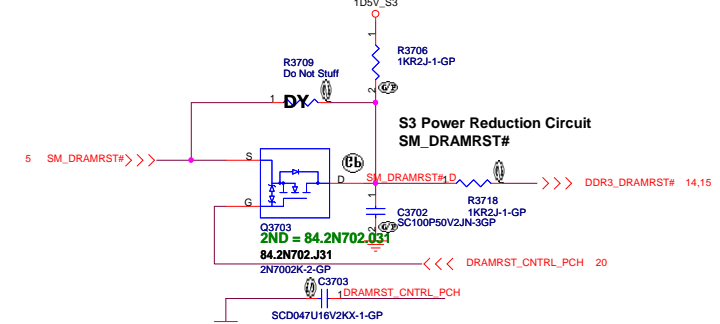 1D5V_S3
1
R3706
1KR2J-1-GP
2
R3709
Do Not Stuff
1 DY
S3 Power Reduction Circuit
SM_DRAMRST#
5 SM_DRAMRST#
S
D
SM_DRAMRST#_D
1
DDR3_DRAMRST# 14,15
G
1
R3718
1KR2J-1-GP
C3702
SC100P50V2JN-3GP
2
Q3703
2ND = 84.2N702.031
84.2N702.J31
2N7002K-2-GP
DRAMRST_CNTRL_PCH 20
C3703
1
DRAMRST_CNTRL_PCH
SCD047U16V2KX-1-GP